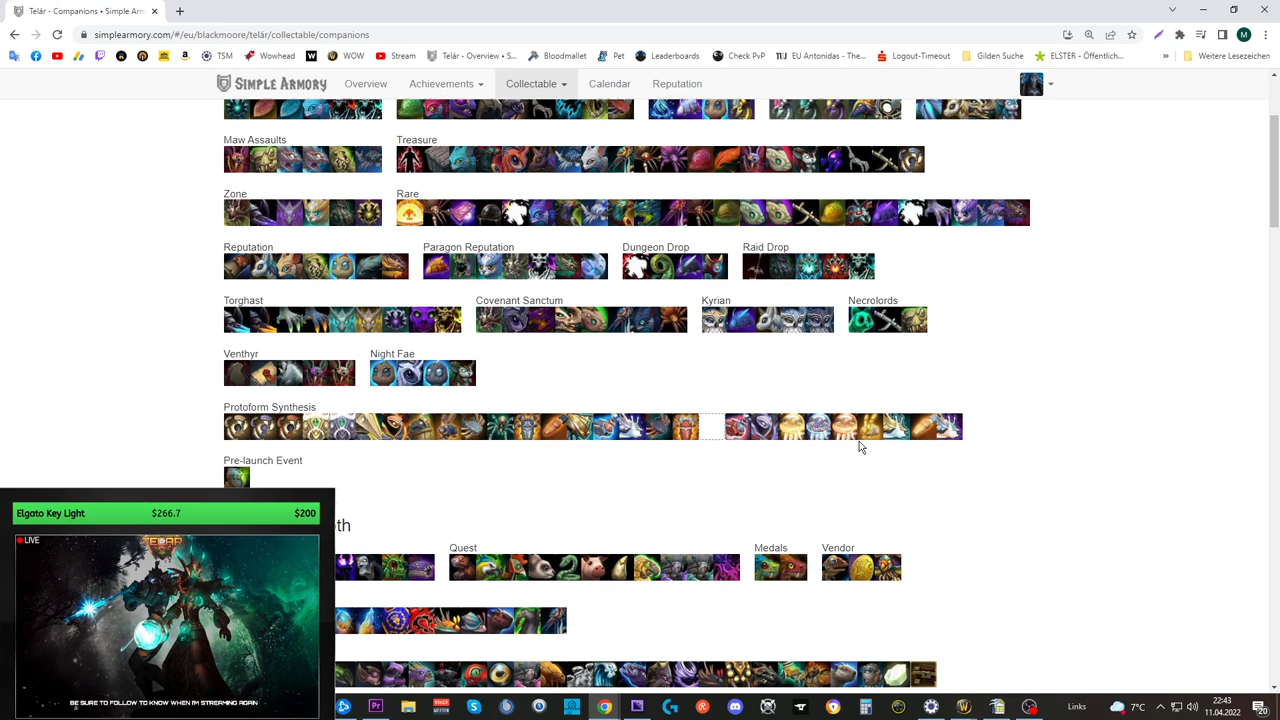 Telár - Companions • Simple Arm
simplearmory.com/#/eu/blackmoore/telár/collectable/companions
M
TSM Wowhead WOW Stream Telár - Overview • S... Bloodmallet Pet Leaderboards Check PvP EU Antonidas - The... Logout-Timeout Gilden Suche ELSTER - Öffentlich... » Weitere Lesezeichen
SIMPLE ARMORY Overview Achievements Collectable Calendar Reputation
Maw Assaults Treasure
Zone Rare
Reputation Paragon Reputation Dungeon Drop Raid Drop
Torghast Covenant Sanctum Kyrian Necrolords
Venthyr Night Fae
Protoform Synthesis
Pre-launch Event
Elgato Key Light $266.7 $200
th
LIVE
TELAR
Quest Medals Vendor
BE SURE TO FOLLOW TO KNOW WHEN I'M STREAMING AGAIN
Links 7°C 22:43
11.04.2022 20